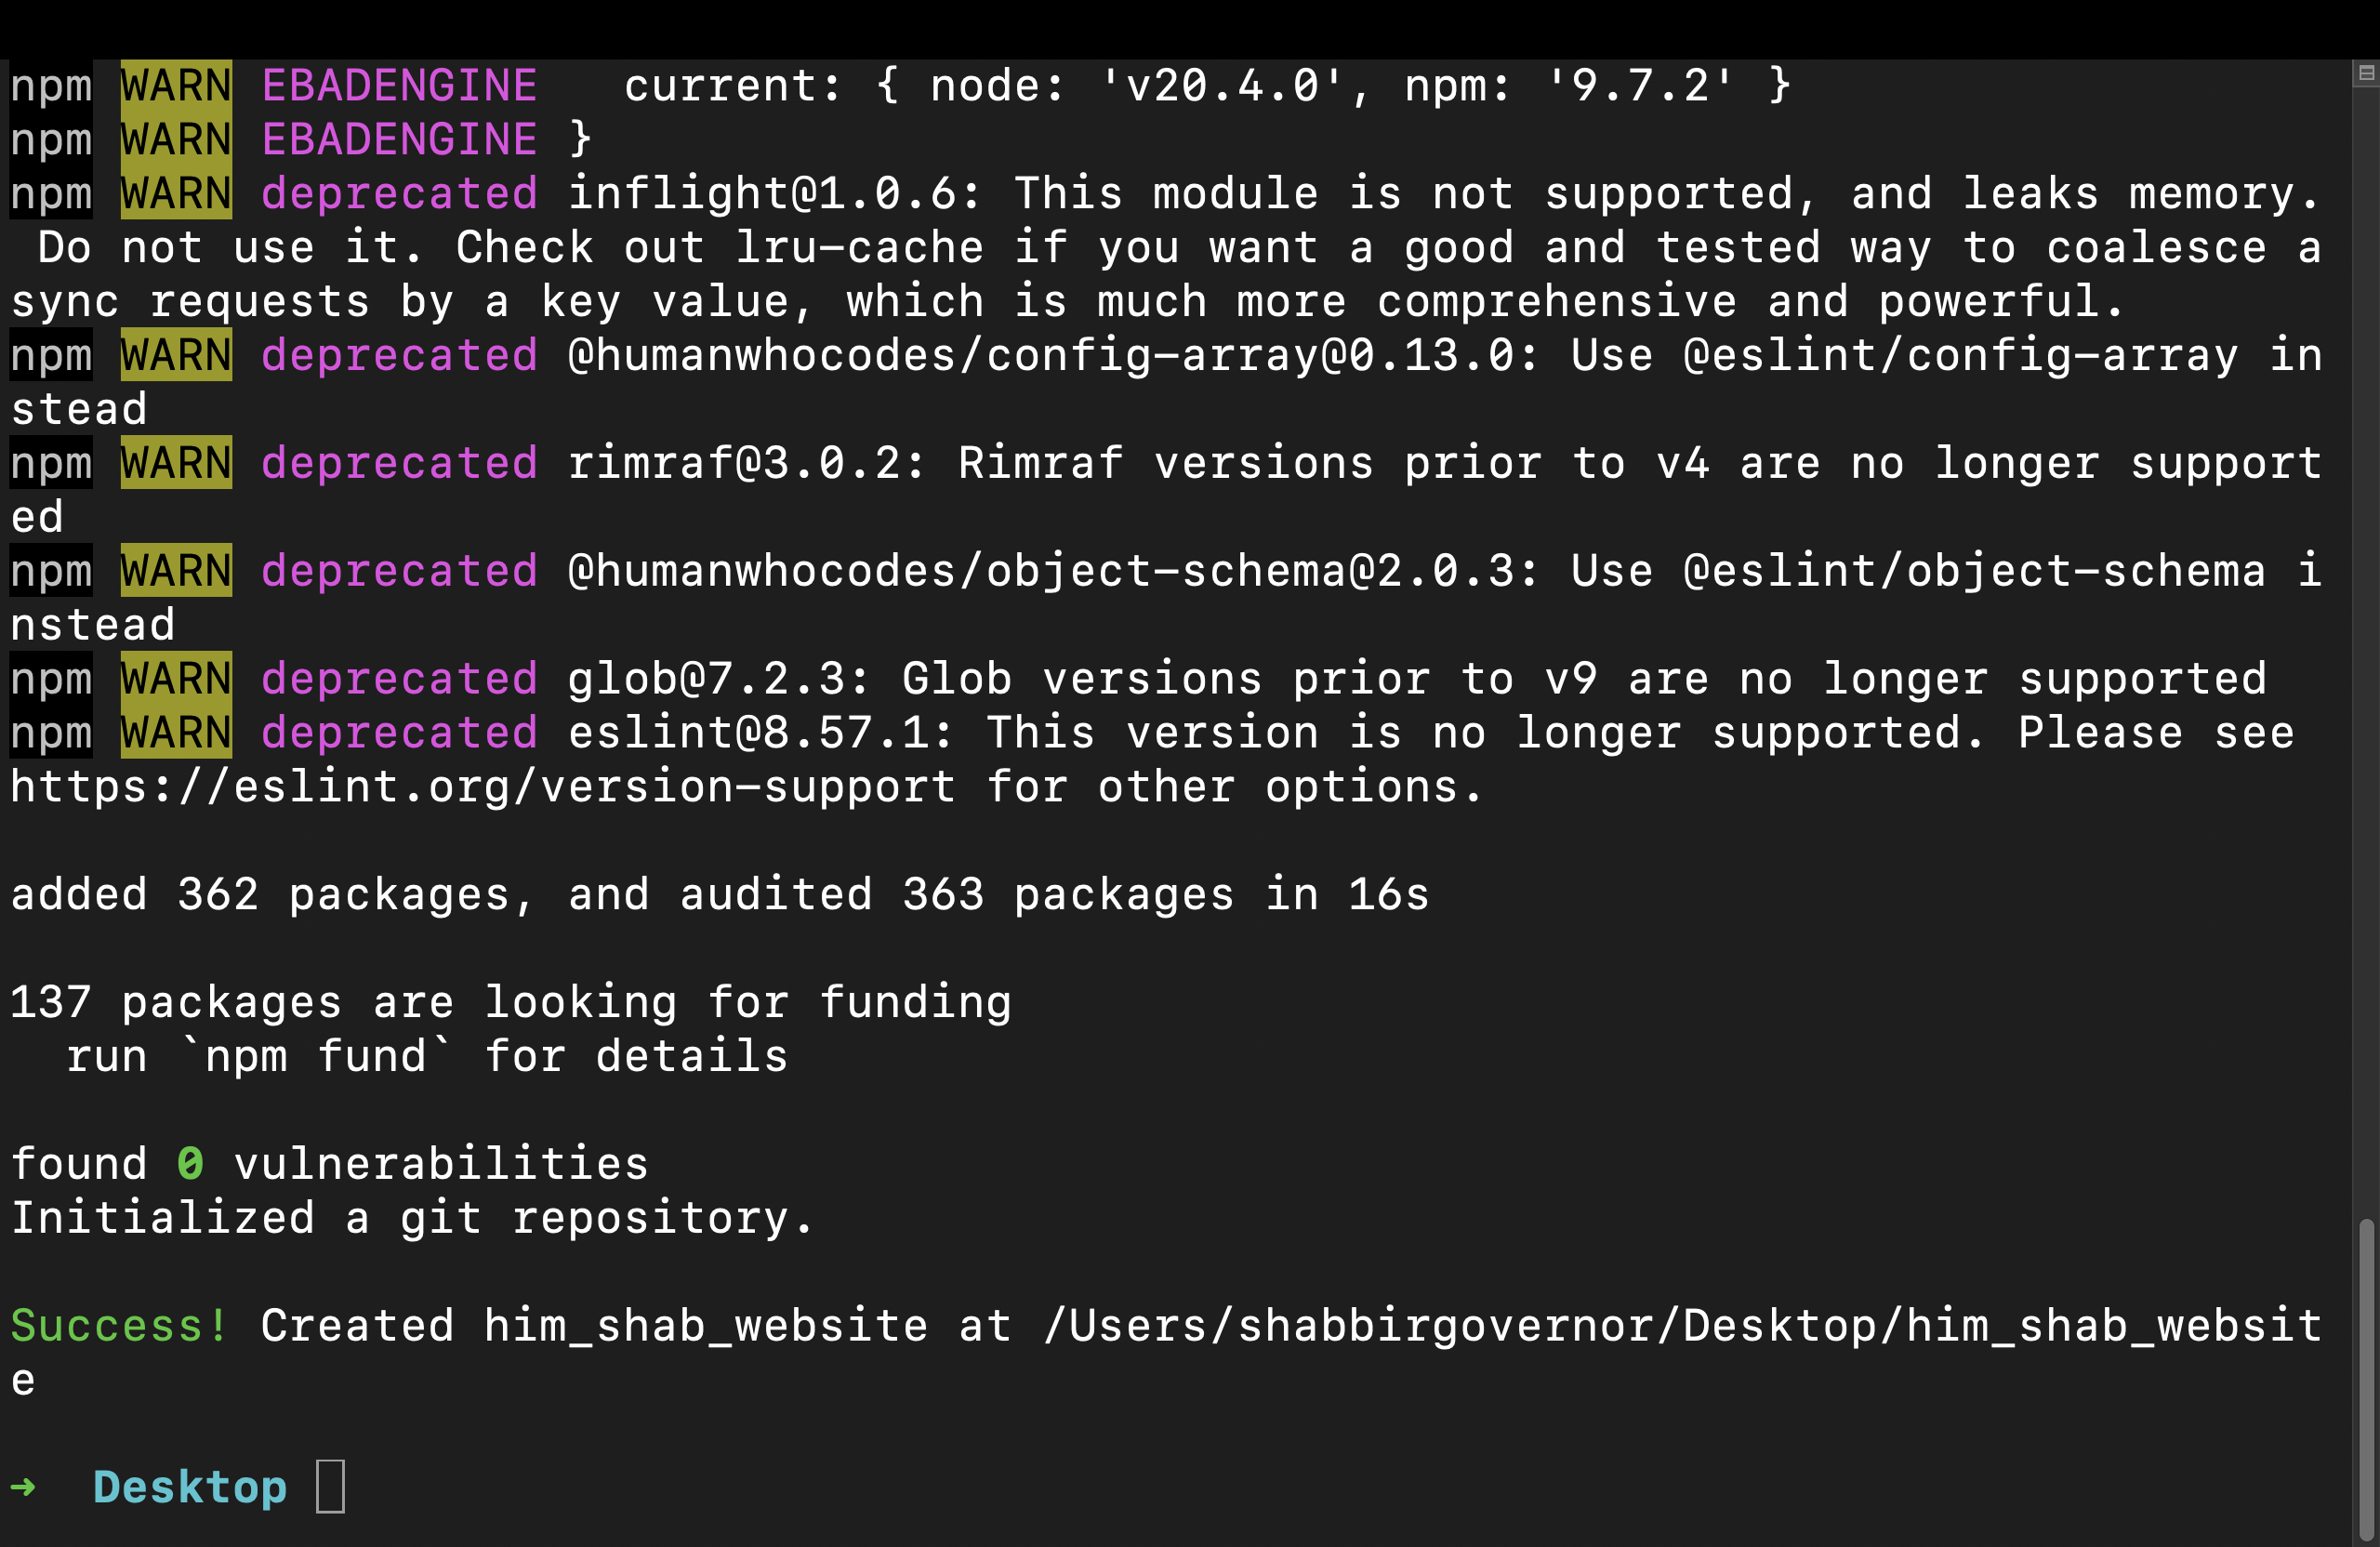 npm WARN EBADENGINE   current: { node: 'v20.4.0', npm: '9.7.2' }
npm WARN EBADENGINE }
npm WARN deprecated inflight@1.0.6: This module is not supported, and leaks memory.
 Do not use it. Check out lru-cache if you want a good and tested way to coalesce a
sync requests by a key value, which is much more comprehensive and powerful.
npm WARN deprecated @humanwhocodes/config-array@0.13.0: Use @eslint/config-array in
stead
npm WARN deprecated rimraf@3.0.2: Rimraf versions prior to v4 are no longer support
ed
npm WARN deprecated @humanwhocodes/object-schema@2.0.3: Use @eslint/object-schema i
nstead
npm WARN deprecated glob@7.2.3: Glob versions prior to v9 are no longer supported
npm WARN deprecated eslint@8.57.1: This version is no longer supported. Please see
https://eslint.org/version-support for other options.

added 362 packages, and audited 363 packages in 16s

137 packages are looking for funding
  run `npm fund` for details

found 0 vulnerabilities
Initialized a git repository.

Success! Created him_shab_website at /Users/shabbirgovernor/Desktop/him_shab_websit
e

➜  Desktop